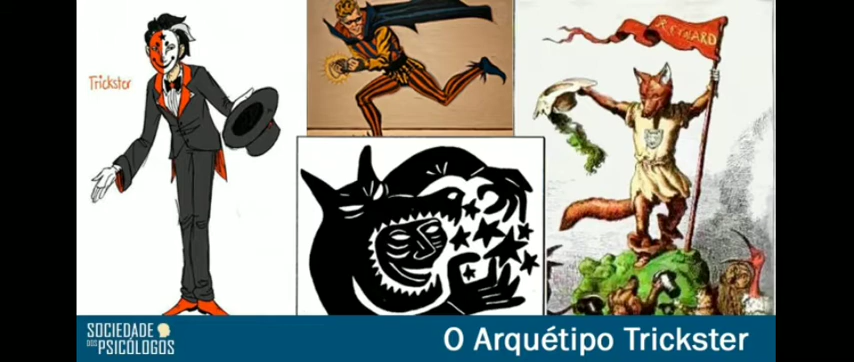 Trickster
REYNARD
SOCIEDADE
DOS PSICÓLOGOS
O Arquétipo Trickster